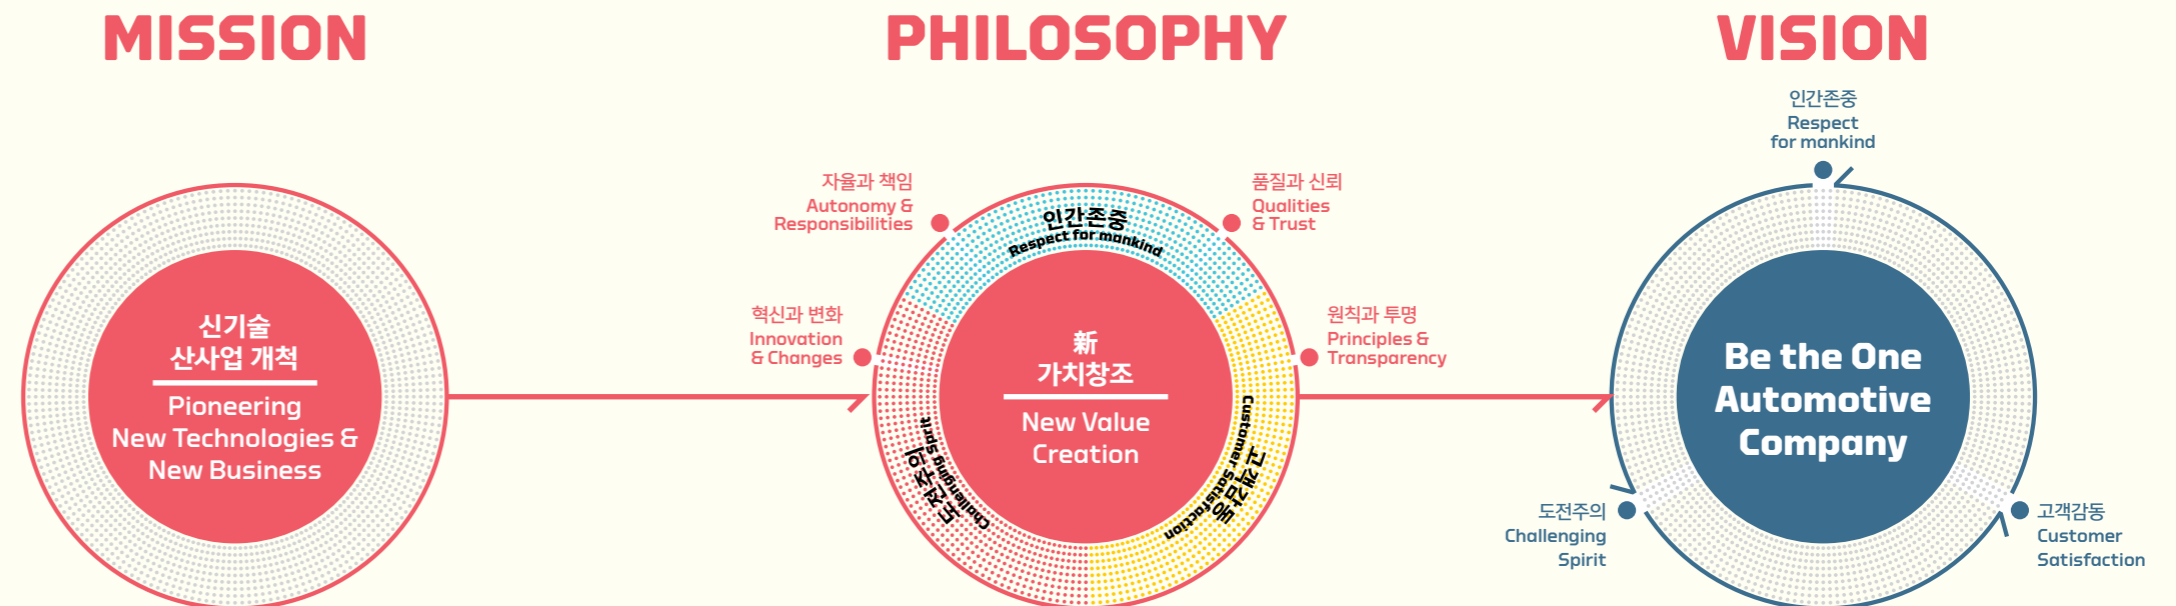 MISSION
신기술
산사업 개척
Pioneering
New Technologies &
New Business
PHILOSOPHY
자율과 책임
Autonomy &
Responsibilities
혁신과 변화
Innovation
& Changes
품질과 신뢰
Qualities
& Trust
원칙과 투명
Principles &
Transparency
인간존중
Respect for mankind
도전주의
Challenging Spirit
고객감동
Customer Satisfaction
新
가치창조
New Value
Creation
VISION
인간존중
Respect
for mankind
Be the One
Automotive
Company
도전주의
Challenging
Spirit
고객감동
Customer
Satisfaction